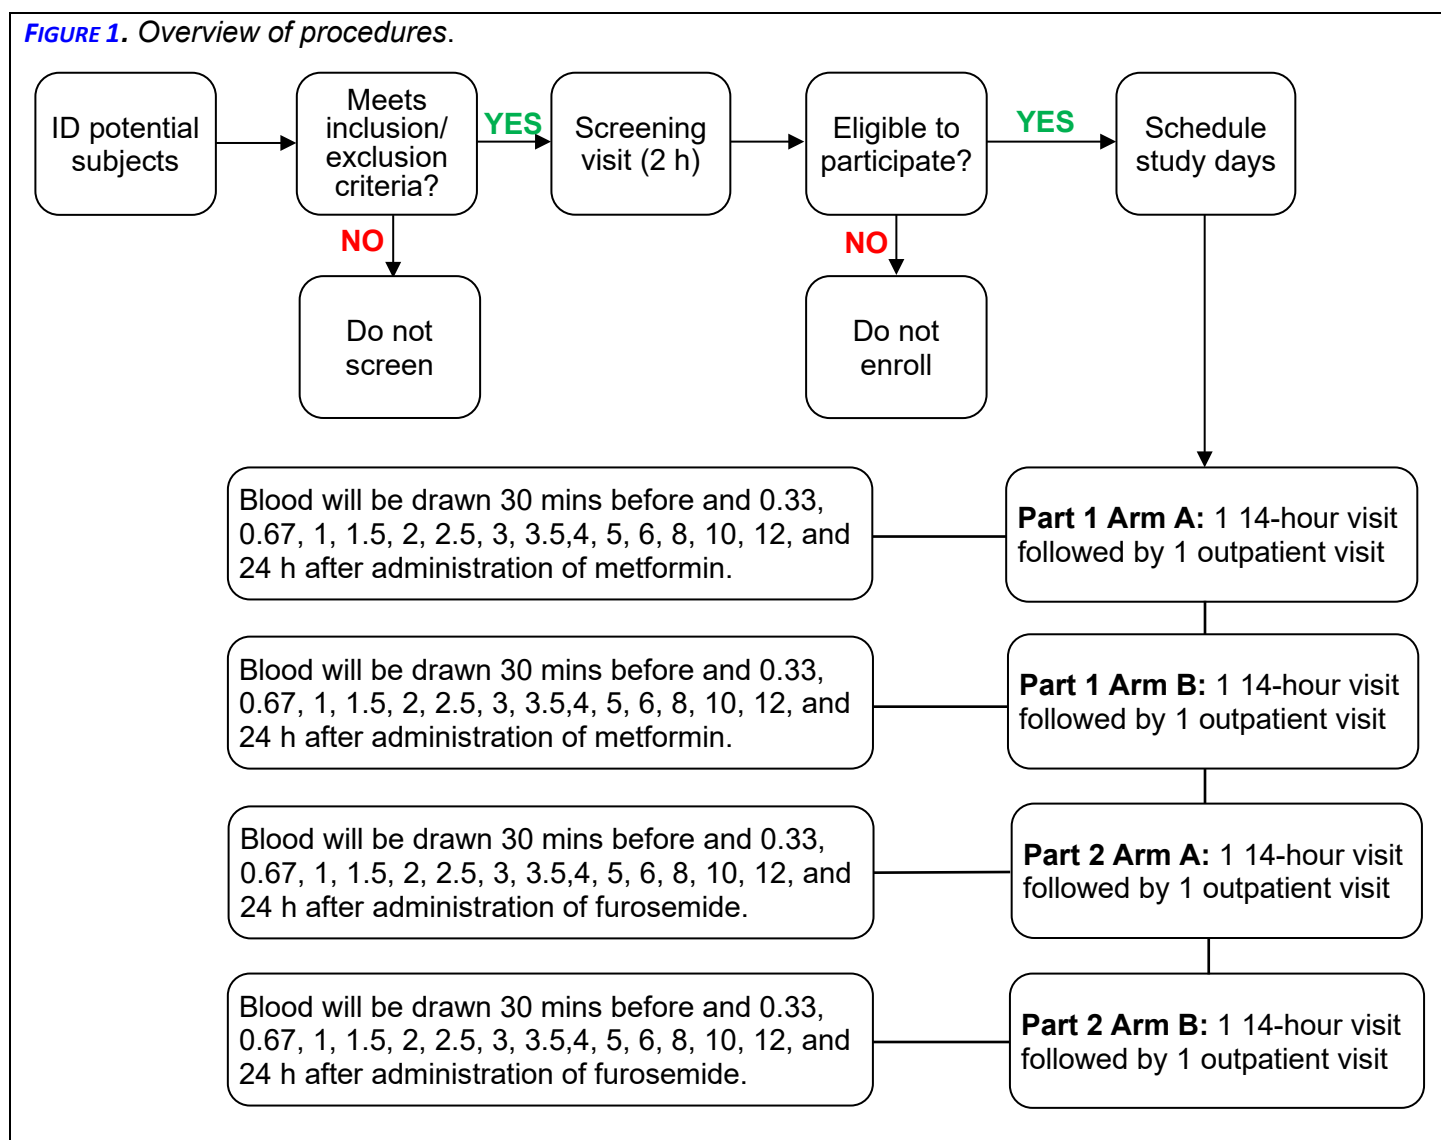 FIGURE 1. Overview of procedures.
ID potential
subjects
Meets
inclusion/
exclusion
criteria?
YES
Screening
visit (2 h)
Eligible to
participate?
YES
Schedule
study days
NO
NO
Do not
screen
Do not
enroll
Blood will be drawn 30 mins before and 0.33,
0.67, 1, 1.5, 2, 2.5, 3, 3.5,4, 5, 6, 8, 10, 12, and
24 h after administration of metformin.
Part 1 Arm A: 1 14-hour visit
followed by 1 outpatient visit
Blood will be drawn 30 mins before and 0.33,
0.67, 1, 1.5, 2, 2.5, 3, 3.5,4, 5, 6, 8, 10, 12, and
24 h after administration of metformin.
Part 1 Arm B: 1 14-hour visit
followed by 1 outpatient visit
Blood will be drawn 30 mins before and 0.33,
0.67, 1, 1.5, 2, 2.5, 3, 3.5,4, 5, 6, 8, 10, 12, and
24 h after administration of furosemide.
Part 2 Arm A: 1 14-hour visit
followed by 1 outpatient visit
Blood will be drawn 30 mins before and 0.33,
0.67, 1, 1.5, 2, 2.5, 3, 3.5,4, 5, 6, 8, 10, 12, and
24 h after administration of furosemide.
Part 2 Arm B: 1 14-hour visit
followed by 1 outpatient visit